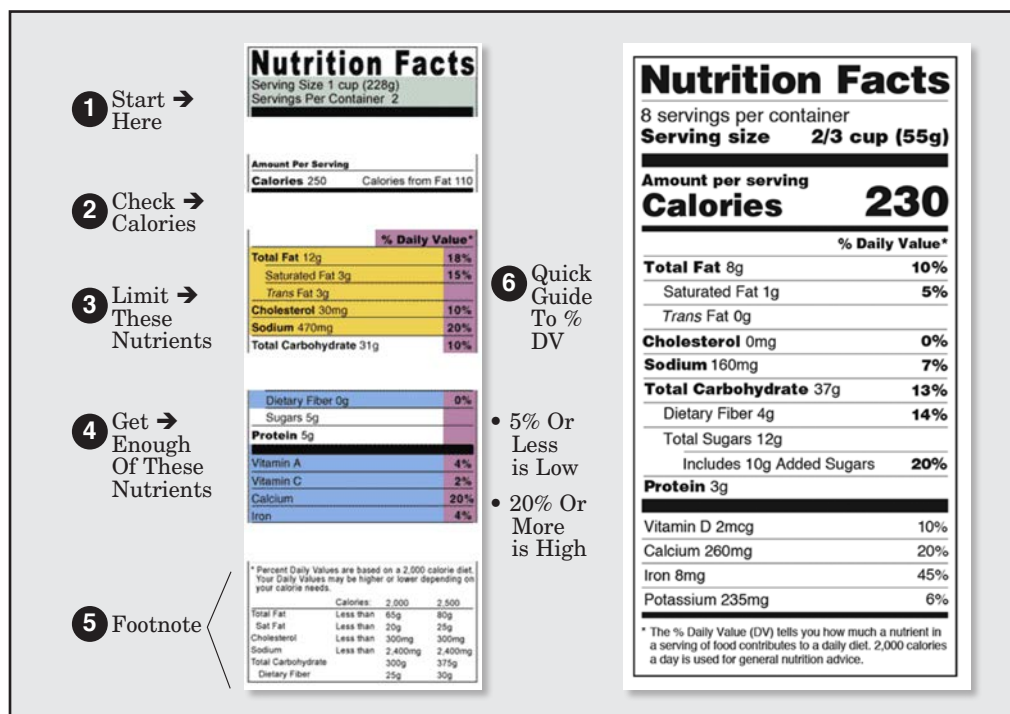 1 Start ➔
Here
2 Check ➔
Calories
3 Limit ➔
These
Nutrients
4 Get ➔
Enough
Of These
Nutrients
5 Footnote
Nutrition Facts
Serving Size 1 cup (228g)
Servings Per Container 2
Amount Per Serving
Calories 250 Calories from Fat 110
% Daily Value*
Total Fat 12g 18%
Saturated Fat 3g 15%
Trans Fat 3g
Cholesterol 30mg 10%
Sodium 470mg 20%
Total Carbohydrate 31g 10%
Dietary Fiber 0g 0%
Sugars 5g
Protein 5g
Vitamin A 4%
Vitamin C 2%
Calcium 20%
Iron 4%
* Percent Daily Values are based on a 2,000 calorie diet.
Your Daily Values may be higher or lower depending on
your calorie needs.
Calories: 2,000 2,500
Total Fat Less than 65g 80g
Sat Fat Less than 20g 25g
Cholesterol Less than 300mg 300mg
Sodium Less than 2,400mg 2,400mg
Total Carbohydrate 300g 375g
Dietary Fiber 25g 30g
6 Quick
Guide
To %
DV
• 5% Or
Less
is Low
• 20% Or
More
is High
Nutrition Facts
8 servings per container
Serving size 2/3 cup (55g)
Amount per serving
Calories 230
% Daily Value*
Total Fat 8g 10%
Saturated Fat 1g 5%
Trans Fat 0g
Cholesterol 0mg 0%
Sodium 160mg 7%
Total Carbohydrate 37g 13%
Dietary Fiber 4g 14%
Total Sugars 12g
Includes 10g Added Sugars 20%
Protein 3g
Vitamin D 2mcg 10%
Calcium 260mg 20%
Iron 8mg 45%
Potassium 235mg 6%
* The % Daily Value (DV) tells you how much a nutrient in
a serving of food contributes to a daily diet. 2,000 calories
a day is used for general nutrition advice.